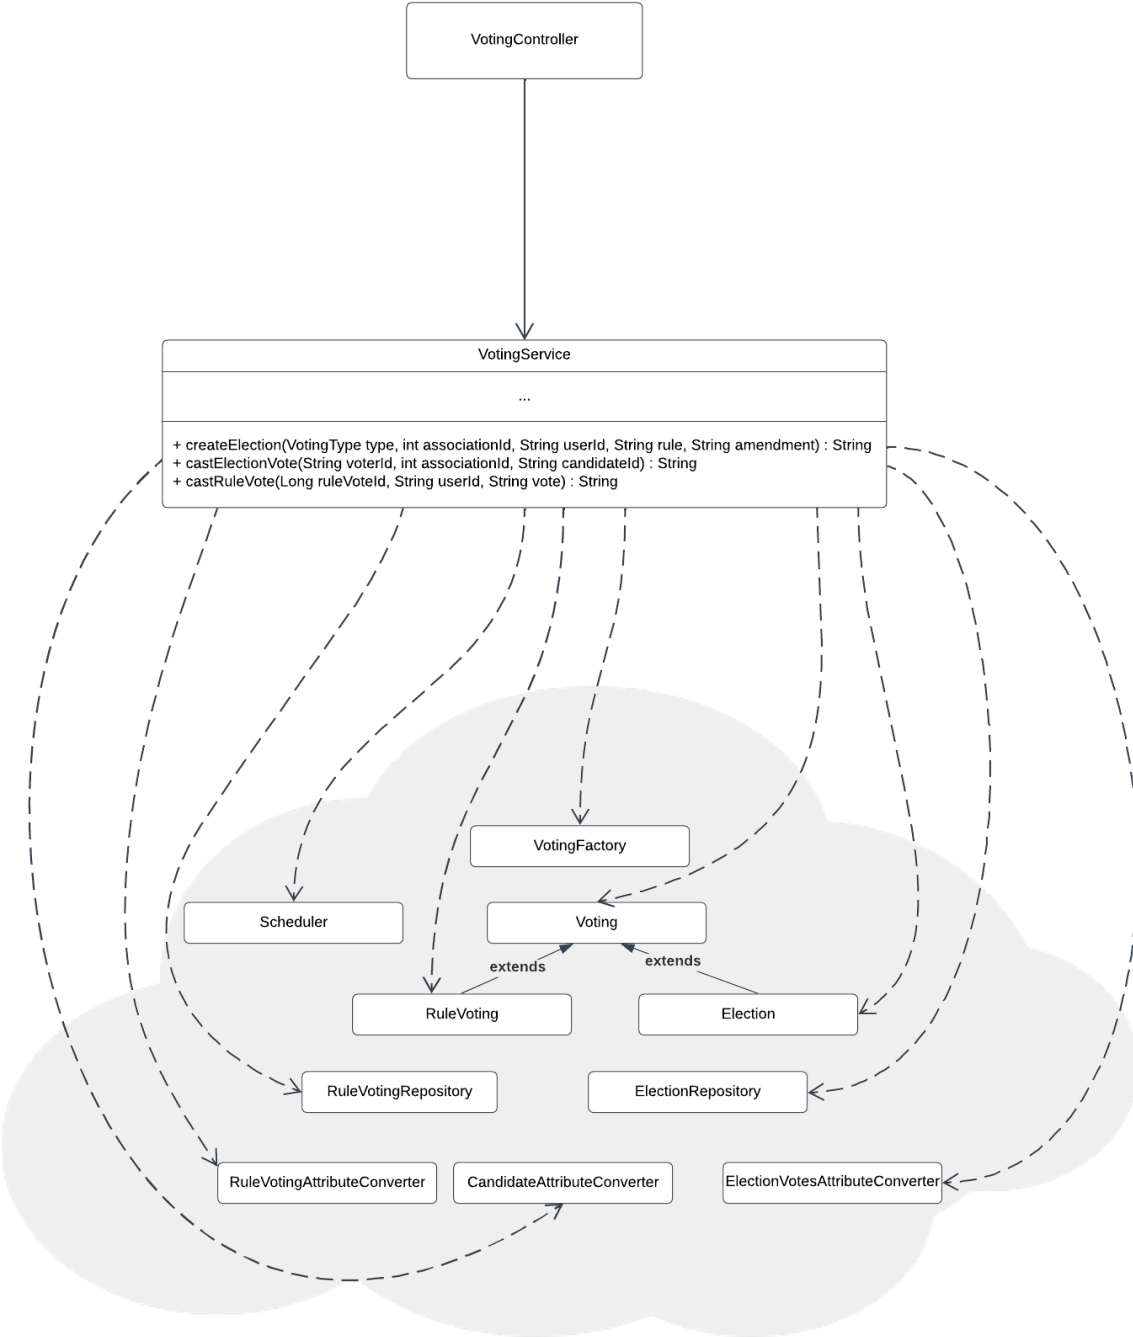 VotingController
VotingService
...
+ createElection(VotingType type, int associationId, String userId, String rule, String amendment) : String
+ castElectionVote(String voterId, int associationId, String candidateId) : String
+ castRuleVote(Long ruleVoteId, String userId, String vote) : String
VotingFactory
Scheduler
Voting
extends
extends
RuleVoting
Election
RuleVotingRepository
ElectionRepository
RuleVotingAttributeConverter
CandidateAttributeConverter
ElectionVotesAttributeConverter